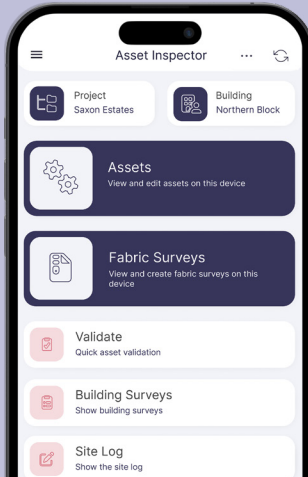 Asset Inspector
Project
Saxon Estates
Building
Northern Block
Assets
View and edit assets on this device
Fabric Surveys
View and create fabric surveys on this
device
Validate
Quick asset validation
Building Surveys
Show building surveys
Site Log
Show the site log